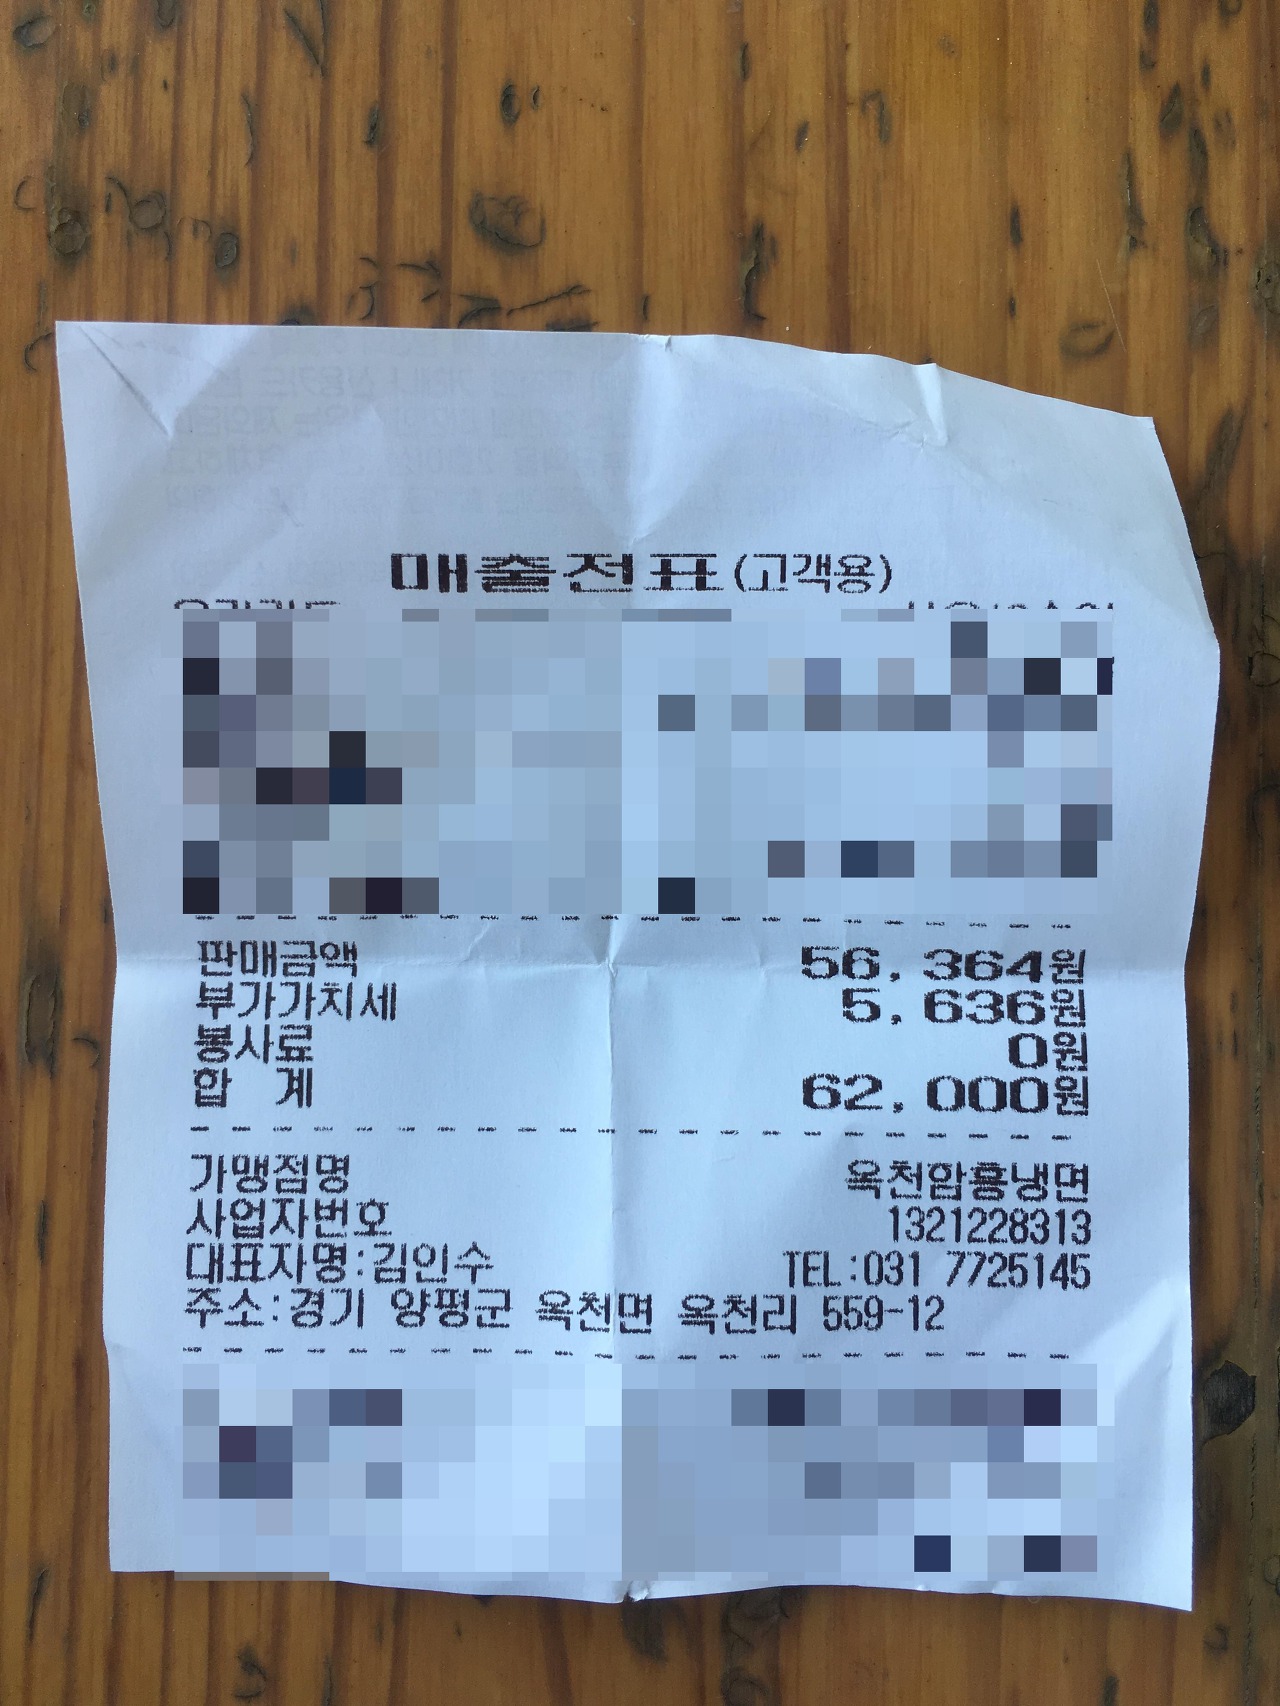 매출전표(고객용)
판매금액 56,364원
부가가치세 5,636원
봉사료 0원
합 계 62,000원
가맹점명 옥천함흥냉면
사업자번호 1321228313
대표자명:김인수 TEL:031 7725145
주소:경기 양평군 옥천면 옥천리 559-12